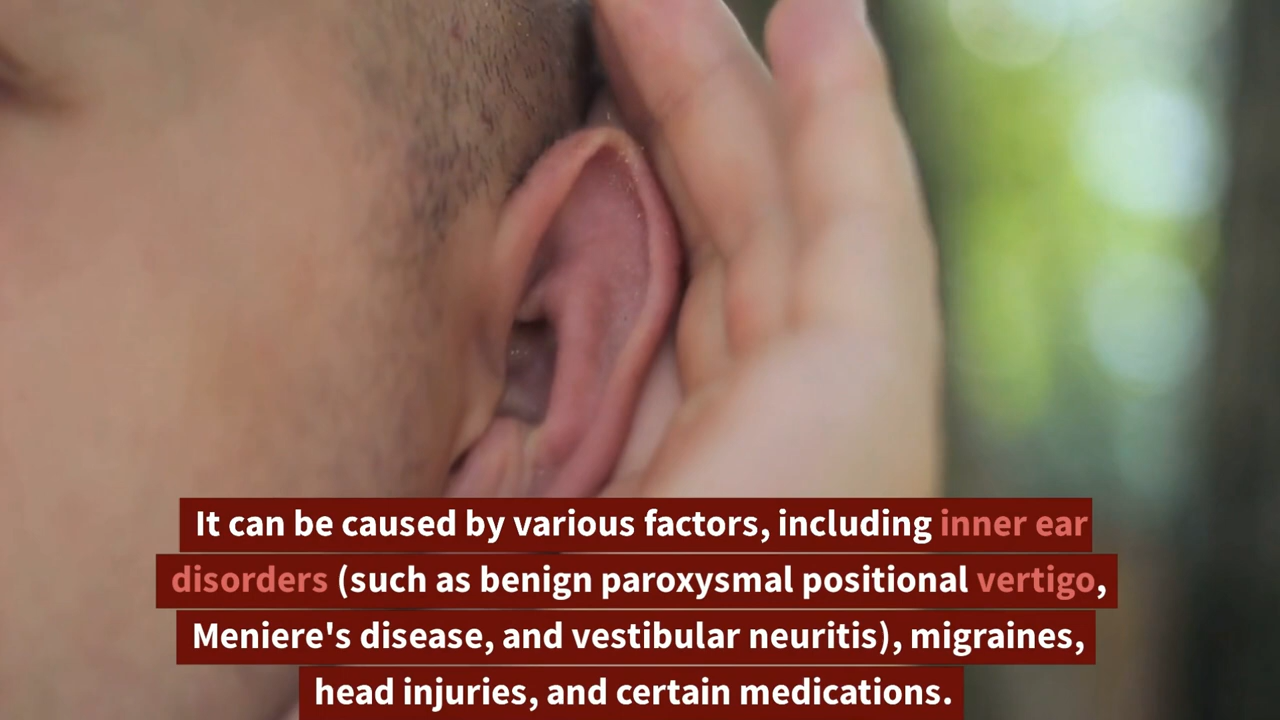 It can be caused by various factors, including inner ear
disorders (such as benign paroxysmal positional vertigo,
Meniere's disease, and vestibular neuritis), migraines,
head injuries, and certain medications.